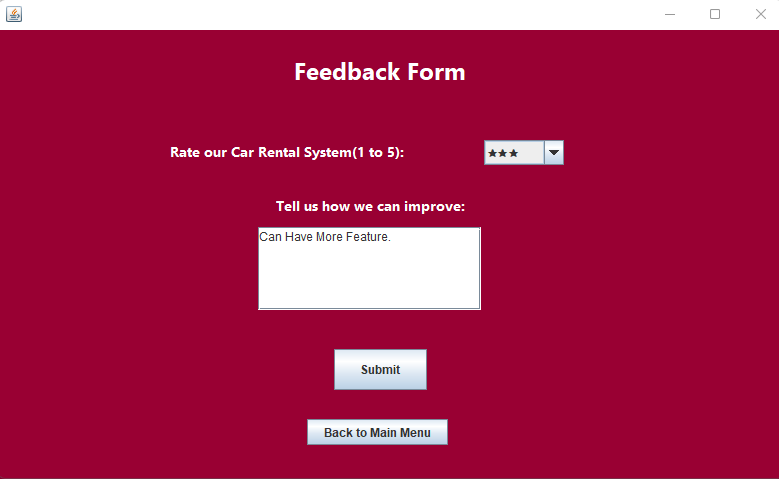 Feedback Form
Rate our Car Rental System(1 to 5): ★★★
Tell us how we can improve:
Can Have More Feature.
Submit
Back to Main Menu